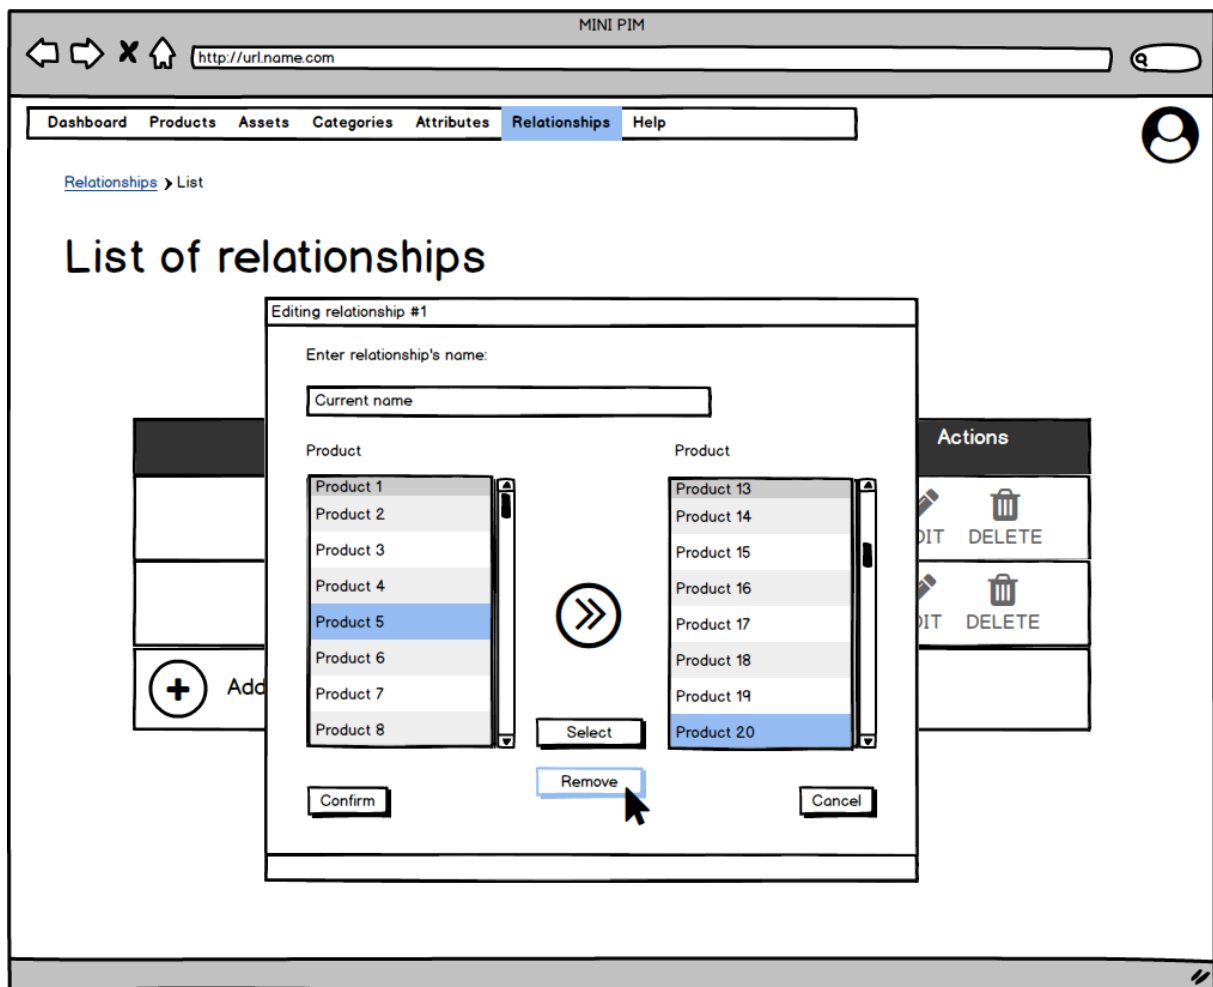 MINI PIM
http://url.name.com
Dashboard Products Assets Categories Attributes Relationships Help
Relationships List
List of relationships
Editing relationship #1
Enter relationship's name:
Current name
Product
Product 1
Product 2
Product 3
Product 4
Product 5
Product 6
Product 7
Product 8
Select
Remove
Product
Product 13
Product 14
Product 15
Product 16
Product 17
Product 18
Product 19
Product 20
Confirm
Cancel
Actions
DIT DELETE
DIT DELETE
Add